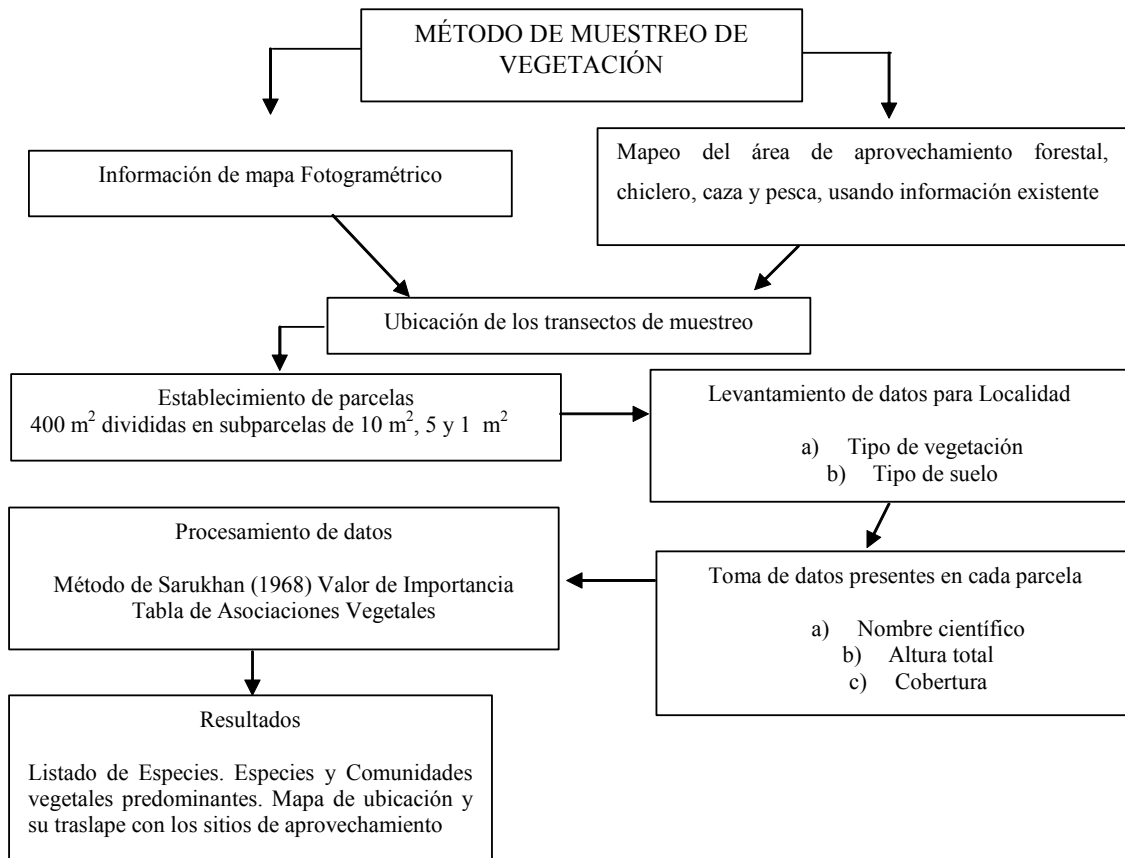 MÉTODO DE MUESTREO DE
VEGETACIÓN
Información de mapa Fotogramétrico
Mapeo del área de aprovechamiento forestal,
chiclero, caza y pesca, usando información existente
Ubicación de los transectos de muestreo
Establecimiento de parcelas
400 m² divididas en subparcelas de 10 m², 5 y 1 m²
Levantamiento de datos para Localidad
a) Tipo de vegetación
b) Tipo de suelo
Toma de datos presentes en cada parcela
a) Nombre científico
b) Altura total
c) Cobertura
Procesamiento de datos
Método de Sarukhan (1968) Valor de Importancia
Tabla de Asociaciones Vegetales
Resultados
Listado de Especies. Especies y Comunidades
vegetales predominantes. Mapa de ubicación y
su traslape con los sitios de aprovechamiento